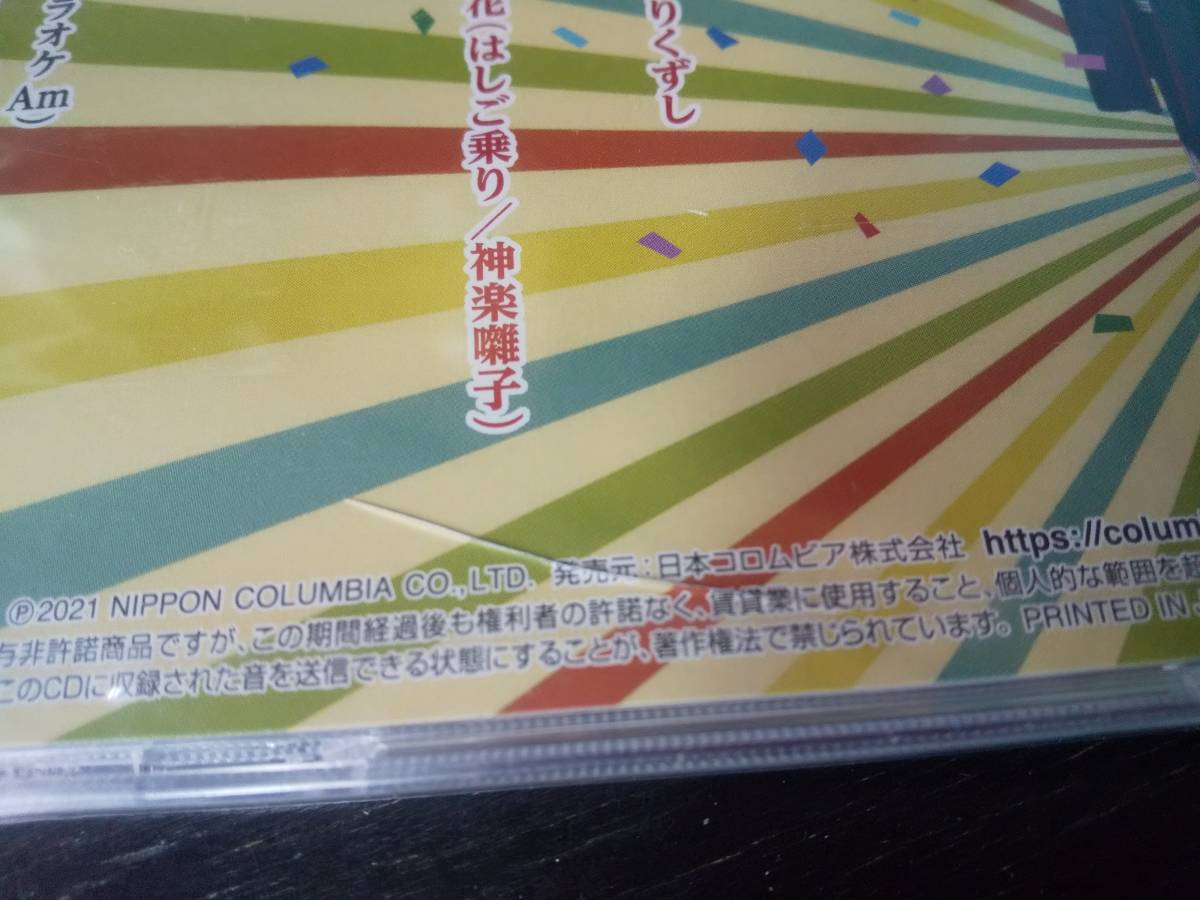 りくずし
花(はしご乗り/神楽囃子)
ラオケ Am)
℗2021 NIPPON COLUMBIA CO.,LTD. 発売元:日本コロムビア株式会社 https://colum
与非許諾商品ですが、この期間経過後も権利者の許諾なく、賃貸業に使用すること、個人的な範囲を超
このCDに収録された音を送信できる状態にすることが、著作権法で禁じられています。PRINTED IN